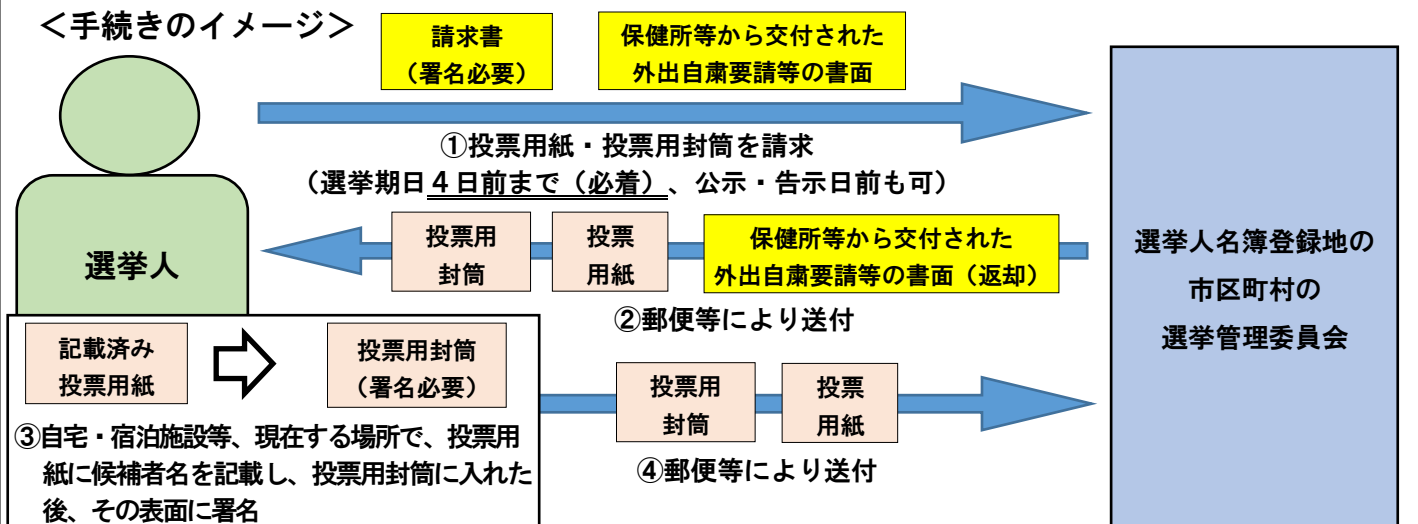 ＜手続きのイメージ＞
請求書
（署名必要）
保健所等から交付された
外出自粛要請等の書面
①投票用紙・投票用封筒を請求
（選挙期日４日前まで（必着）、公示・告示日前も可）
選挙人
投票用
封筒
投票
用紙
保健所等から交付された
外出自粛要請等の書面（返却）
②郵便等により送付
選挙人名簿登録地の
市区町村の
選挙管理委員会
記載済み
投票用紙
投票用封筒
（署名必要）
③自宅・宿泊施設等、現在する場所で、投票用
紙に候補者名を記載し、投票用封筒に入れた
後、その表面に署名
投票用
封筒
投票
用紙
④郵便等により送付